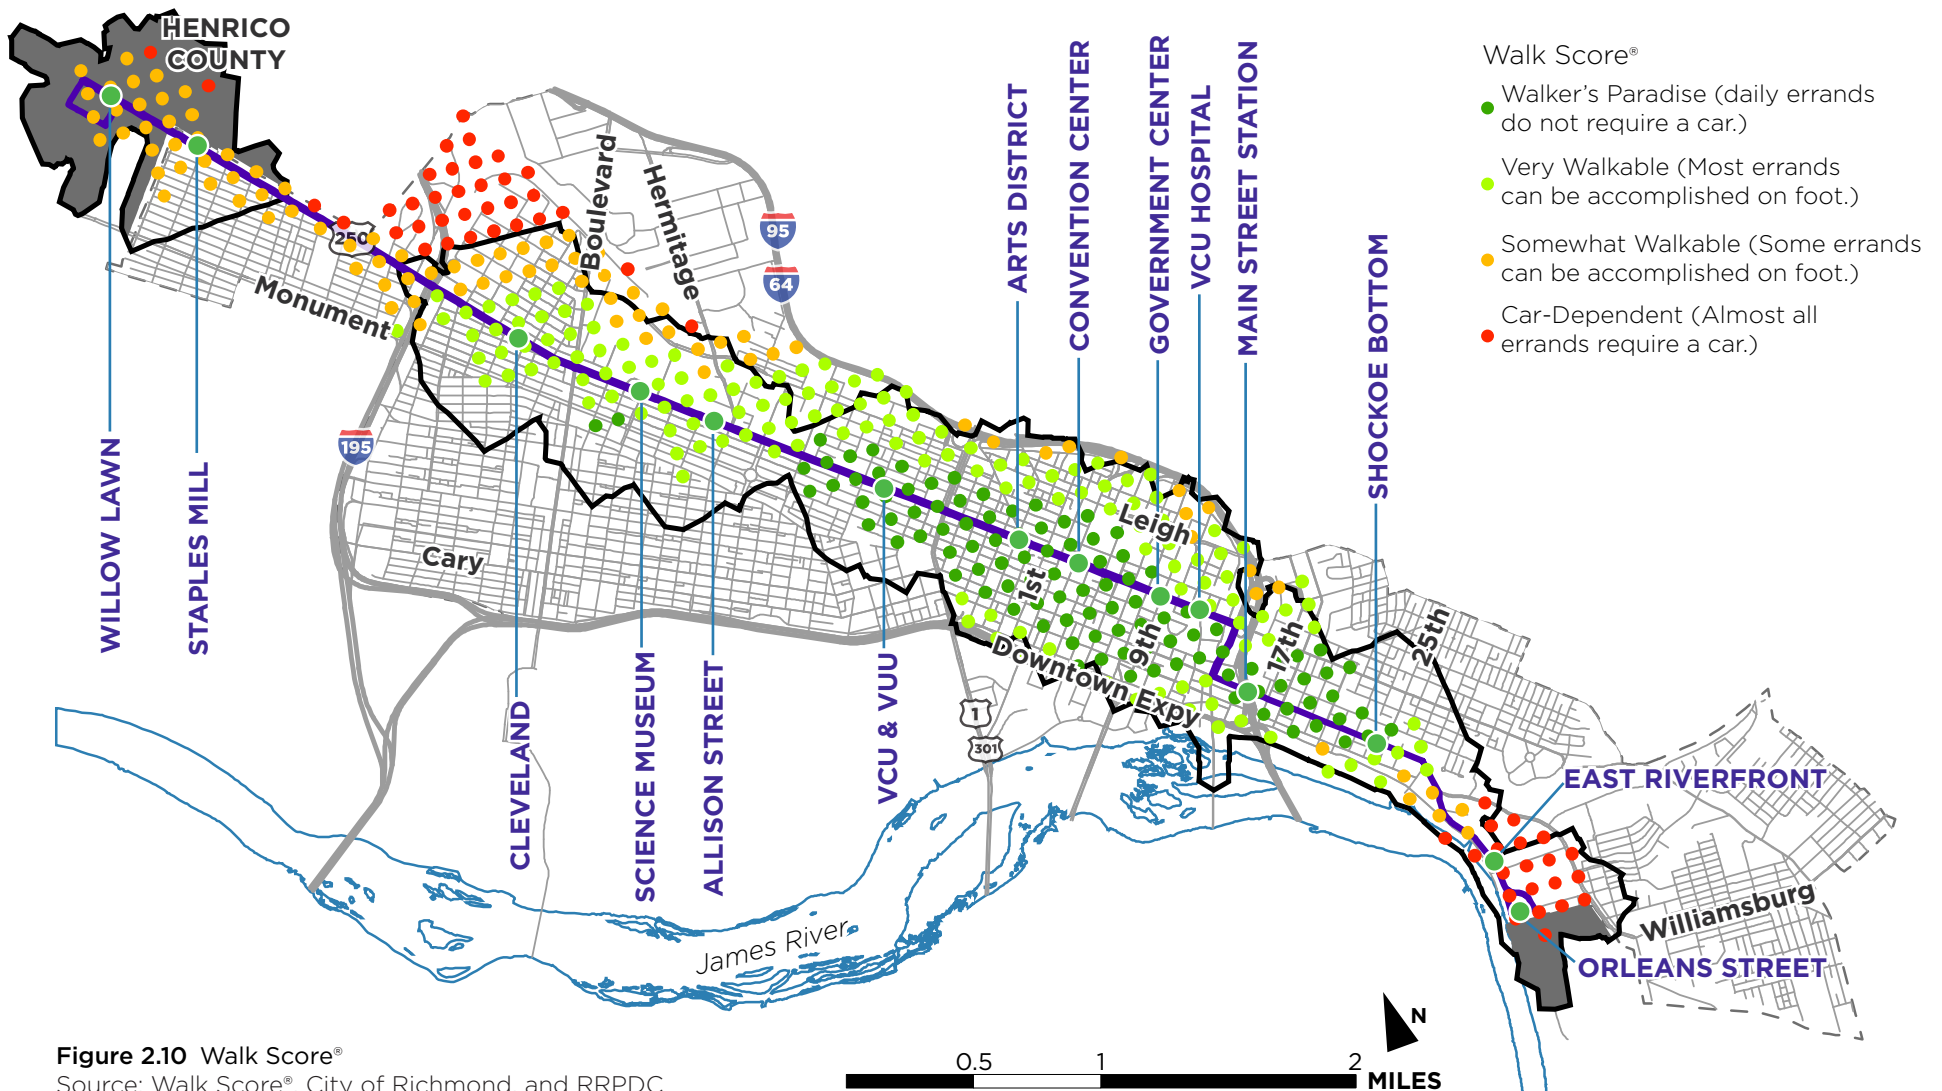 HENRICO
COUNTY
Walk Score®
Walker's Paradise (daily errands
do not require a car.)
Very Walkable (Most errands
can be accomplished on foot.)
Somewhat Walkable (Some errands
can be accomplished on foot.)
Car-Dependent (Almost all
errands require a car.)
WILLOW LAWN
STAPLES MILL
CLEVELAND
SCIENCE MUSEUM
ALLISON STREET
VCU & VUU
ARTS DISTRICT
CONVENTION CENTER
GOVERNMENT CENTER
VCU HOSPITAL
MAIN STREET STATION
SHOCKOE BOTTOM
EAST RIVERFRONT
ORLEANS STREET
Boulevard
Hermitage
95
64
250
Monument
195
Cary
Leigh
1st
9th
17th
25th
Downtown Expy
1
301
Williamsburg
James River
N
0.5
1
2
MILES
Figure 2.10 Walk Score®
Source: Walk Score®, City of Richmond, and RRPDC